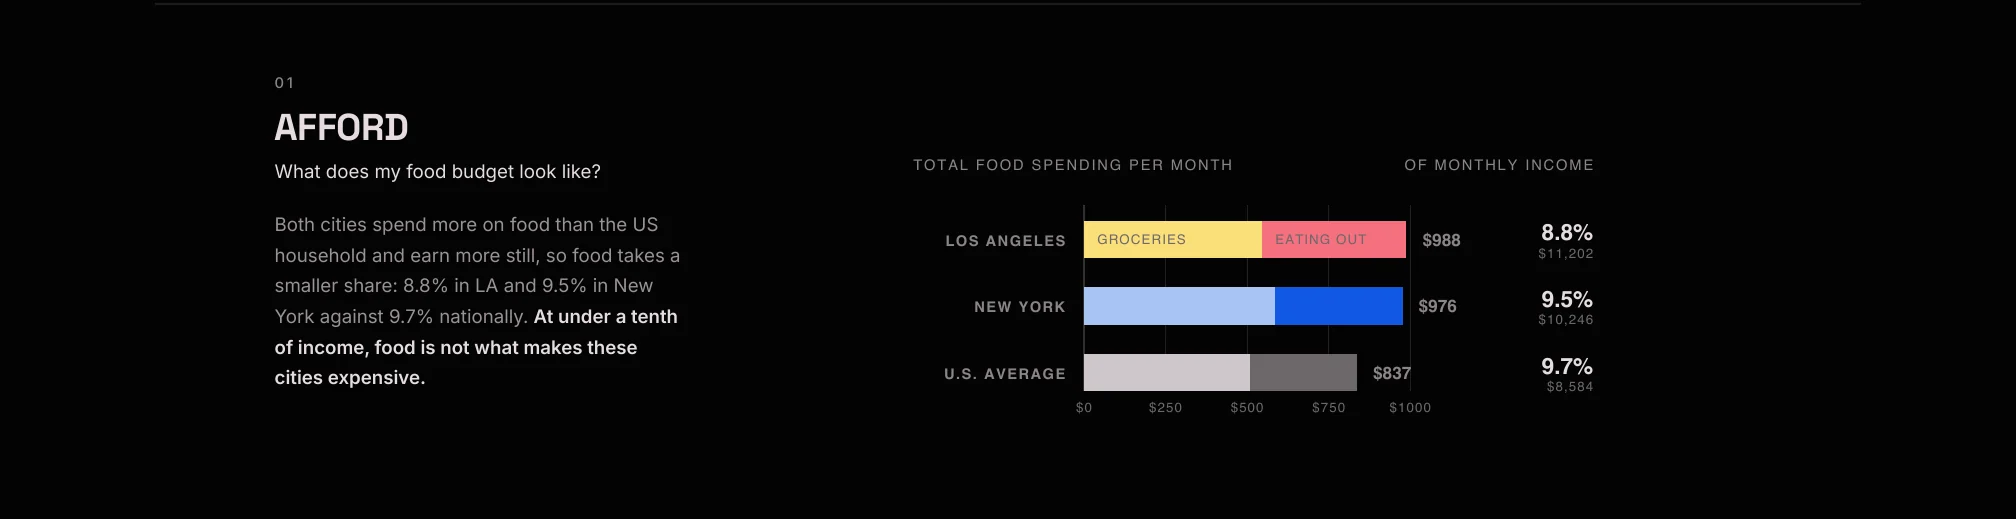 01
AFFORD
What does my food budget look like?
Both cities spend more on food than the US
household and earn more still, so food takes a
smaller share: 8.8% in LA and 9.5% in New
York against 9.7% nationally. At under a tenth
of income, food is not what makes these
cities expensive.
TOTAL FOOD SPENDING PER MONTH
OF MONTHLY INCOME
LOS ANGELES
GROCERIES
EATING OUT
$988
8.8%
$11,202
NEW YORK
$976
9.5%
$10,246
U.S. AVERAGE
$837
9.7%
$8,584
$0
$250
$500
$750
$1000